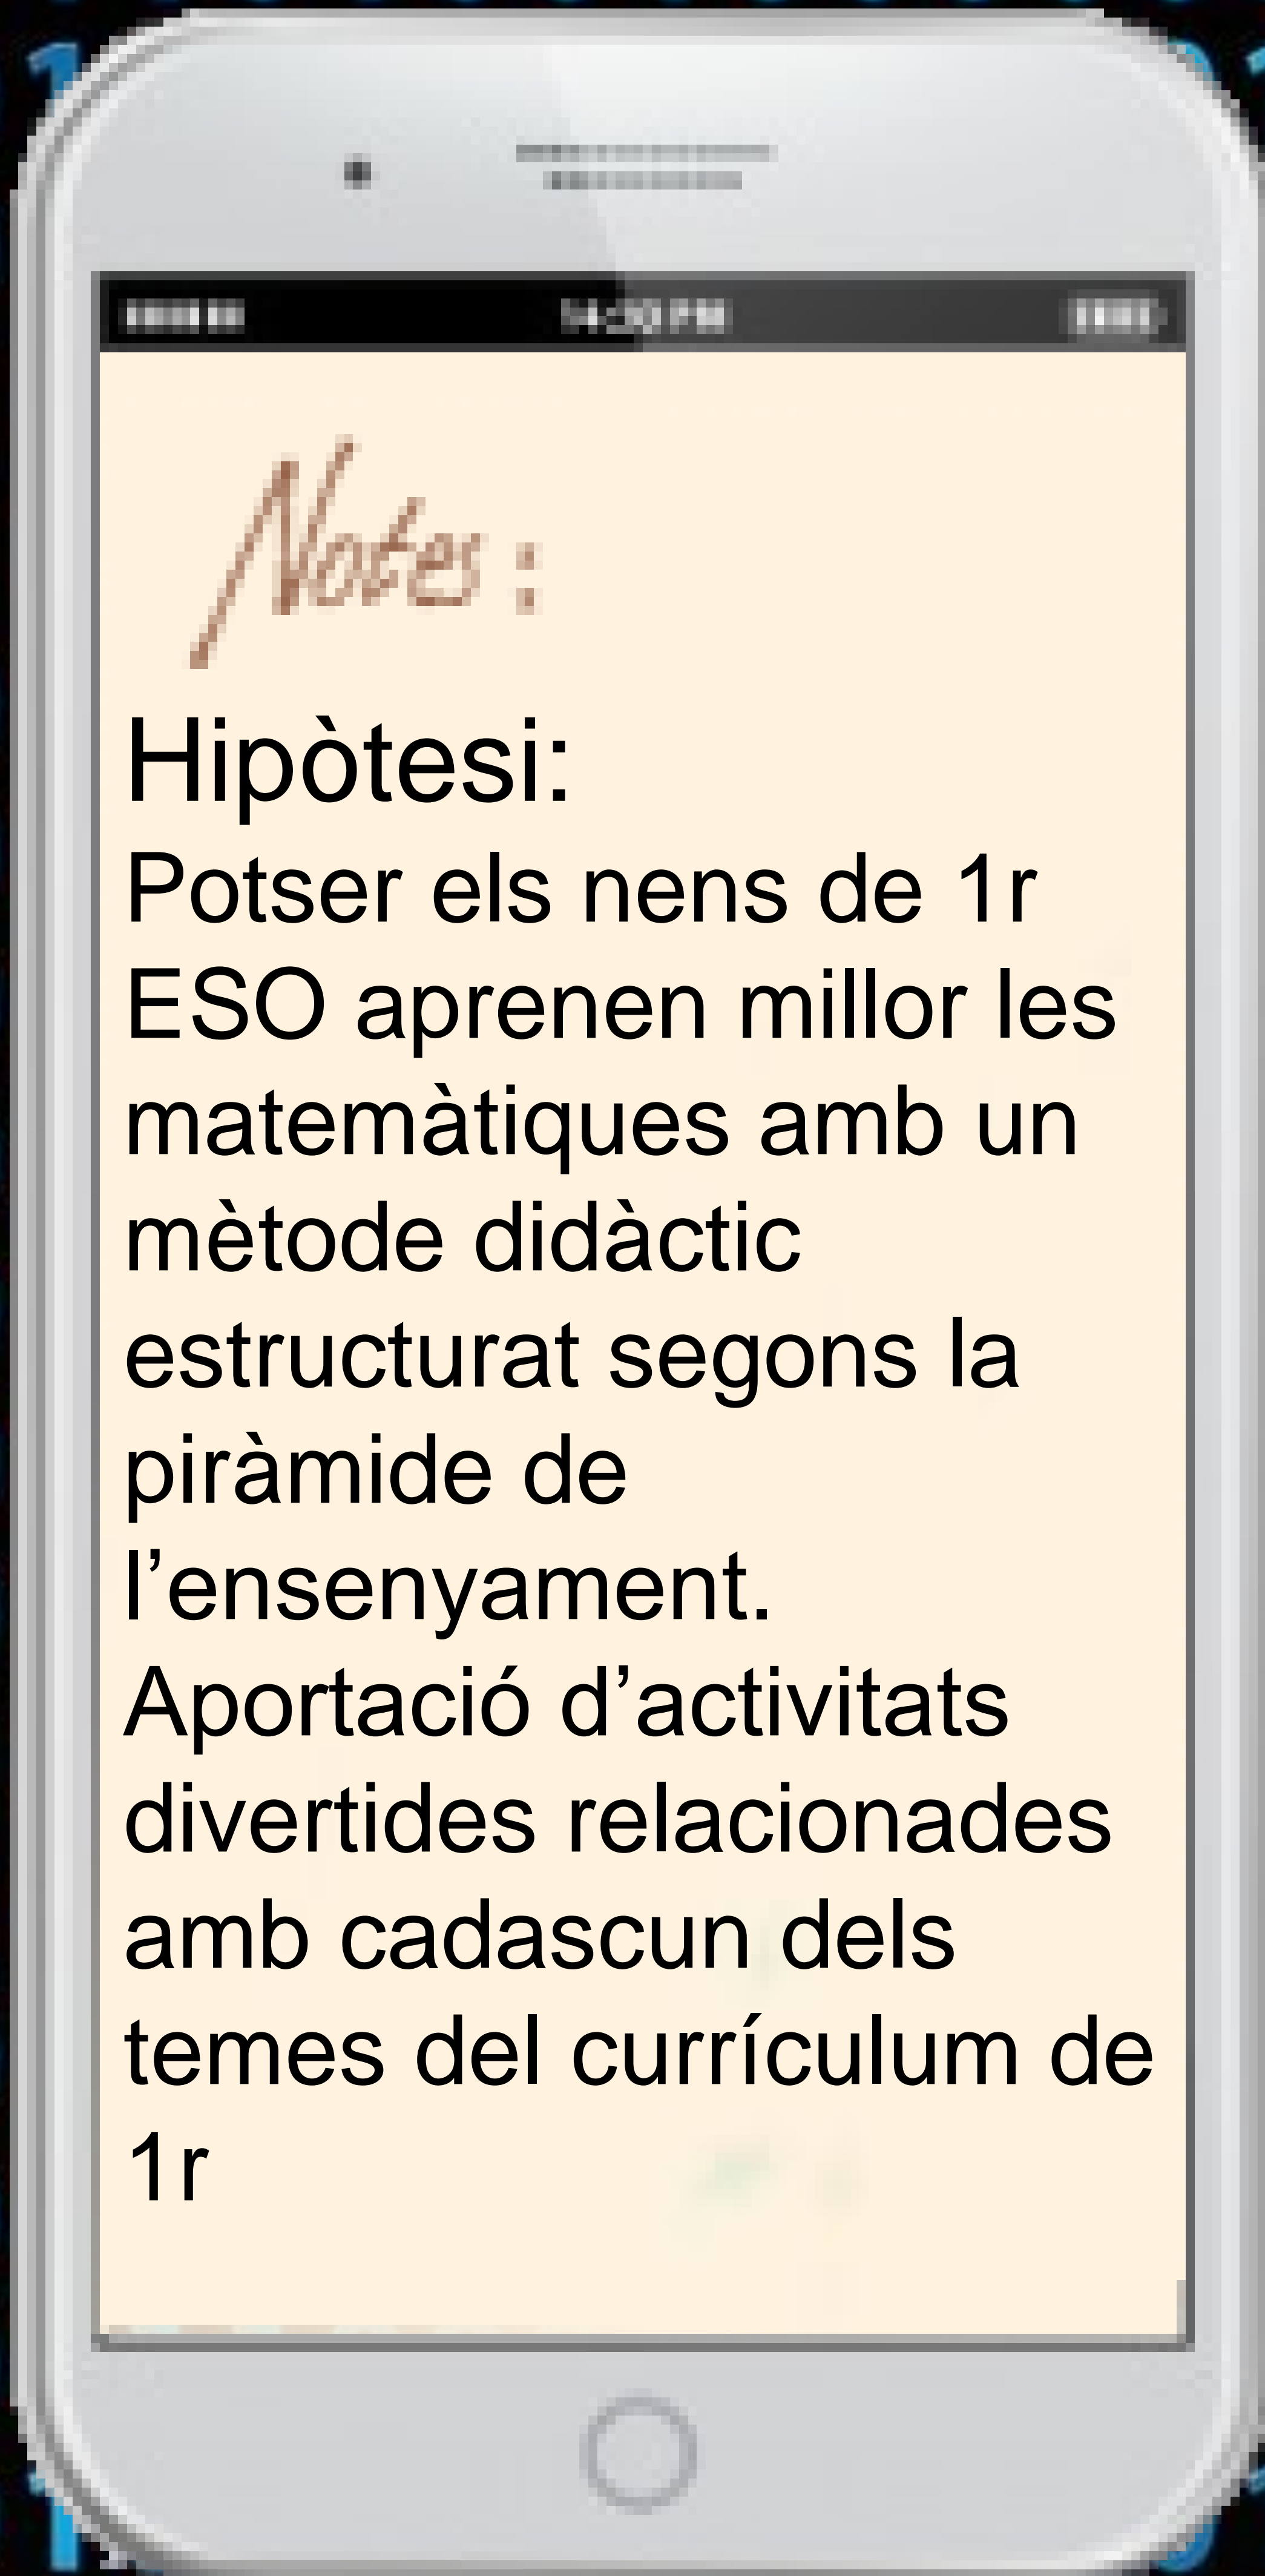 Notes:
Hipòtesi:
Potser els nens de 1r
ESO aprenen millor les
matemàtiques amb un
mètode didàctic
estructurat segons la
piràmide de
l’ensenyament.
Aportació d’activitats
divertides relacionades
amb cadascun dels
temes del currículum de
1r